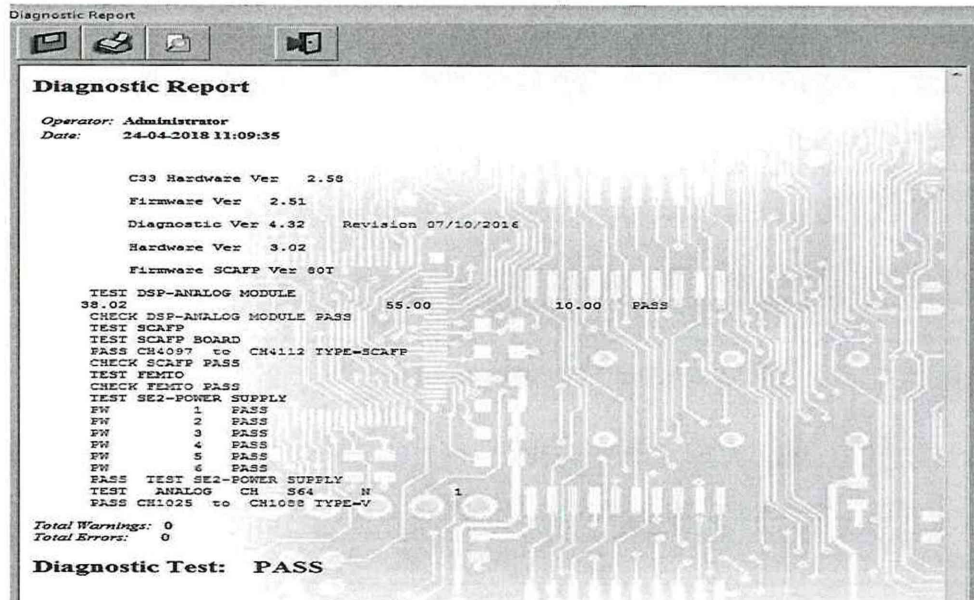 Diagnostic Report
Diagnostic Report
Operator: Administrator
Date: 24-04-2018 11:09:35
C33 Hardware Ver 2.58
Firmware Ver 2.51
Diagnostic Ver 4.32 Revision 07/10/2016
Hardware Ver 3.02
Firmware SCAFP Ver 80T
TEST DSP-ANALOG MODULE
38.02 55.00 10.00 PASS
CHECK DSP-ANALOG MODULE PASS
TEST SCAFP
TEST SCAFP BOARD
PASS CH4097 to CH4112 TYPE-SCAFP
CHECK SCAFP PASS
TEST FEMTO
CHECK FEMTO PASS
TEST SE2-POWER SUPPLY
PW 1 PASS
PW 2 PASS
PW 3 PASS
PW 4 PASS
PW 5 PASS
PW 6 PASS
PASS TEST SE2-POWER SUPPLY
TEST ANALOG CH S64 N 1
PASS CH1025 to CH1088 TYPE-V
Total Warnings: 0
Total Errors: 0
Diagnostic Test: PASS